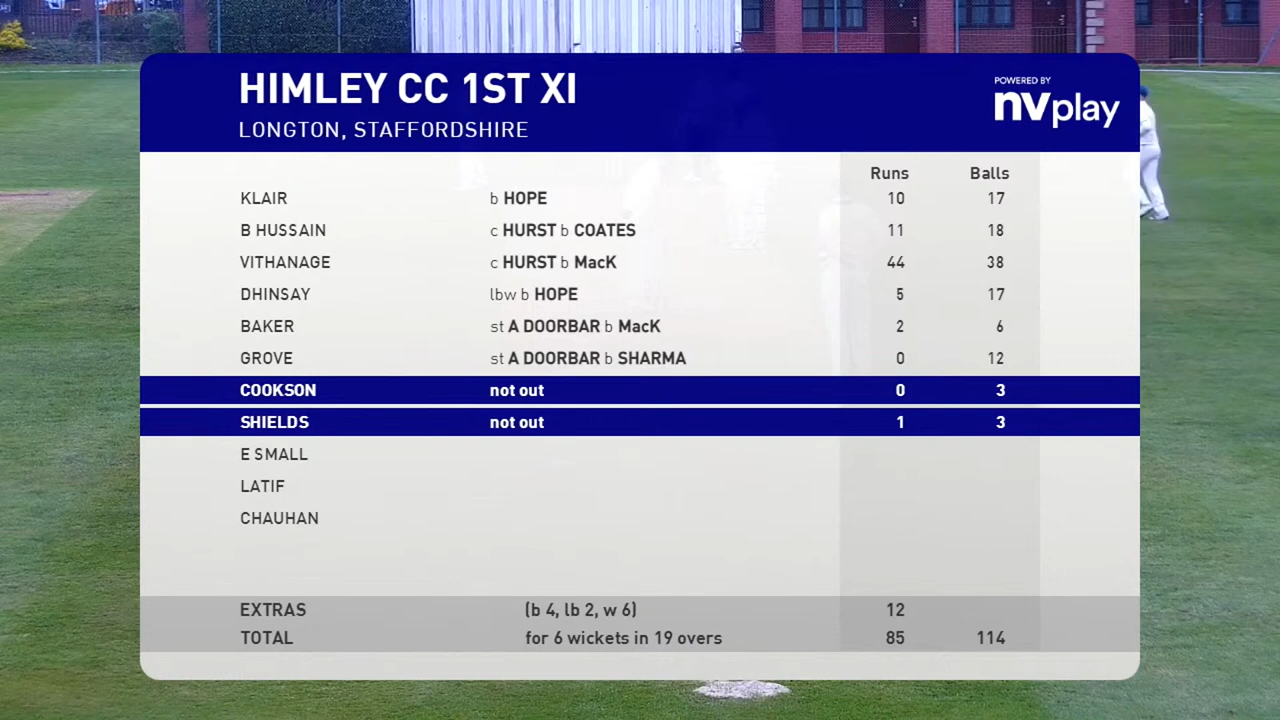 HIMLEY CC 1ST XI
LONGTON, STAFFORDSHIRE
POWERED BY
nvplay
Runs Balls
KLAIR b HOPE 10 17
B HUSSAIN c HURST b COATES 11 18
VITHANAGE c HURST b MacK 44 38
DHINSAY lbw b HOPE 5 17
BAKER st A DOORBAR b MacK 2 6
GROVE st A DOORBAR b SHARMA 0 12
COOKSON not out 0 3
SHIELDS not out 1 3
E SMALL
LATIF
CHAUHAN
EXTRAS (b 4, lb 2, w 6) 12
TOTAL for 6 wickets in 19 overs 85 114